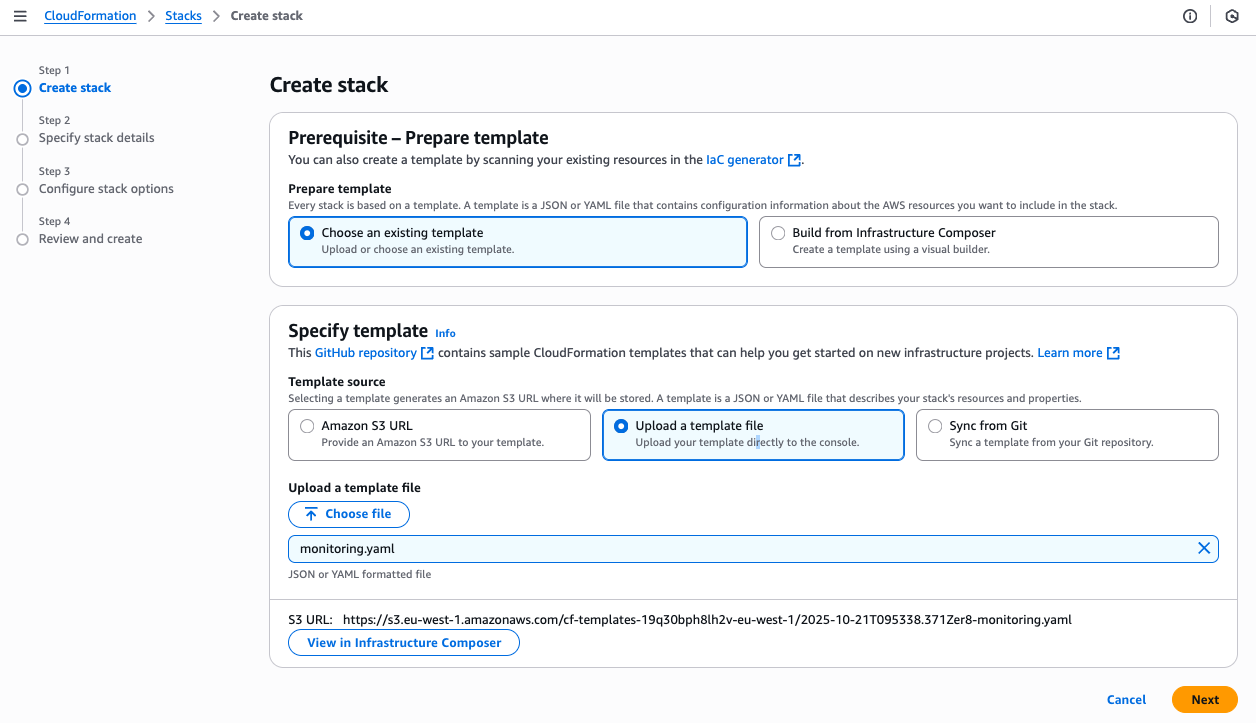 CloudFormation > Stacks > Create stack
Step 1
Create stack
Step 2
Specify stack details
Step 3
Configure stack options
Step 4
Review and create
Create stack
Prerequisite – Prepare template
You can also create a template by scanning your existing resources in the IaC generator.
Prepare template
Every stack is based on a template. A template is a JSON or YAML file that contains configuration information about the AWS resources you want to include in the stack.
Choose an existing template
Upload or choose an existing template.
Build from Infrastructure Composer
Create a template using a visual builder.
Specify template Info
This GitHub repository contains sample CloudFormation templates that can help you get started on new infrastructure projects. Learn more
Template source
Selecting a template generates an Amazon S3 URL where it will be stored. A template is a JSON or YAML file that describes your stack's resources and properties.
Amazon S3 URL
Provide an Amazon S3 URL to your template.
Upload a template file
Upload your template directly to the console.
Sync from Git
Sync a template from your Git repository.
Upload a template file
Choose file
monitoring.yaml
JSON or YAML formatted file
S3 URL: https://s3.eu-west-1.amazonaws.com/cf-templates-19q30bph8lh2v-eu-west-1/2025-10-21T095338.371Zer8-monitoring.yaml
View in Infrastructure Composer
Cancel
Next